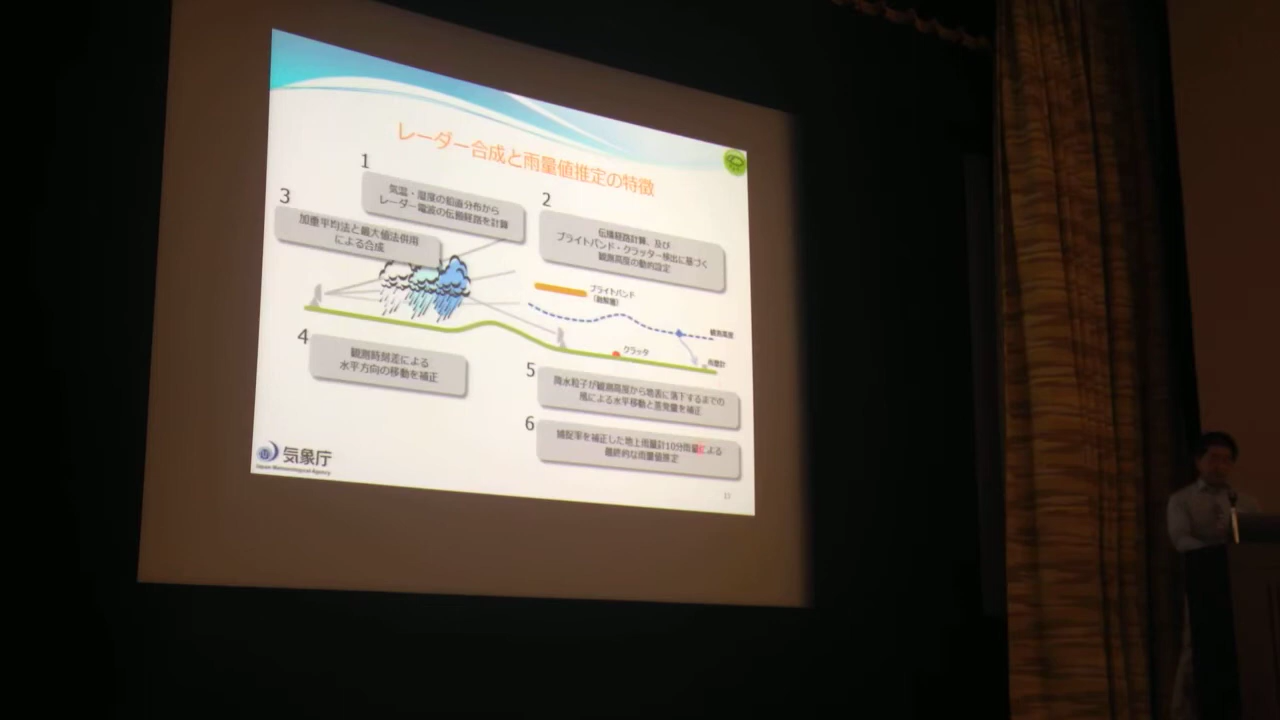 レーダー合成と雨量値推定の特徴
1
気温・湿度の鉛直分布から
レーダー電波の伝搬経路を計算
2
伝播経路計算、及び
ブライトバンド・クラッター検出に基づく
観測高度の動的設定
3
加重平均法と最大値法併用
による合成
ブライトバンド
(融解層)
観測高度
クラッタ
雨量計
4
観測時刻差による
水平方向の移動を補正
5
降水粒子が観測高度から地表に落下するまでの
風による水平移動と蒸発量を補正
6
捕捉率を補正した地上雨量計10分雨量による
最終的な雨量値推定
気象庁
Japan Meteorological Agency